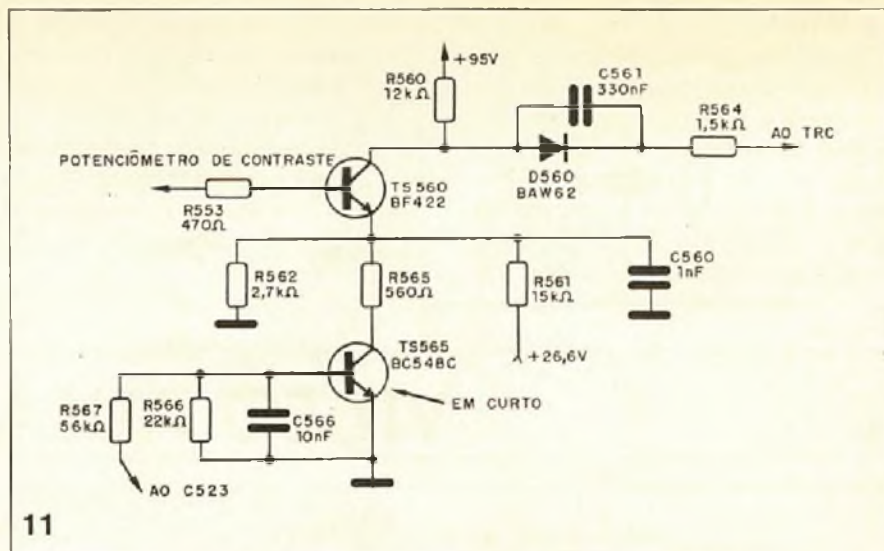 +95V
R560
12kΩ
C561
330nF
R564
1,5kΩ
AO TRC
POTENCIÔMETRO DE CONTRASTE
R553
470Ω
TS560
BF422
D560
BAW62
R562
2,7kΩ
R565
560Ω
R561
15kΩ
C560
1nF
+26,6V
TS565
BC548C
EM CURTO
R567
56kΩ
R566
22kΩ
C566
10nF
AO C523
11